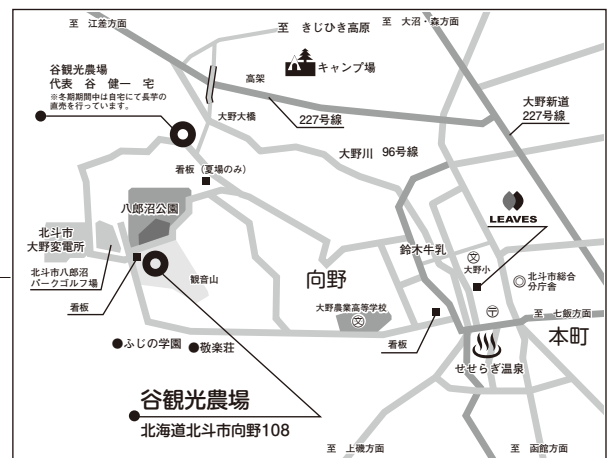 至　江差方面
至　きじひき高原
至　大沼・森方面
谷観光農場
代表　谷　健一　宅
※冬期期間中は自宅にて長芋の
直売を行っています。
キャンプ場
高架
227号線
大野新道
227号線
大野大橋
大野川
96号線
看板（夏場のみ）
八郎沼公園
LEAVES
北斗市
大野変電所
鈴木牛乳
文
大野小
北斗市総合
分庁舎
北斗市八郎沼
パークゴルフ場
観音山
向野
看板
大野農業高等学校
文
〒
至　七飯方面
本町
ふじの学園
敬楽荘
看板
せせらぎ温泉
谷観光農場
北海道北斗市向野108
至　上磯方面
至　函館方面